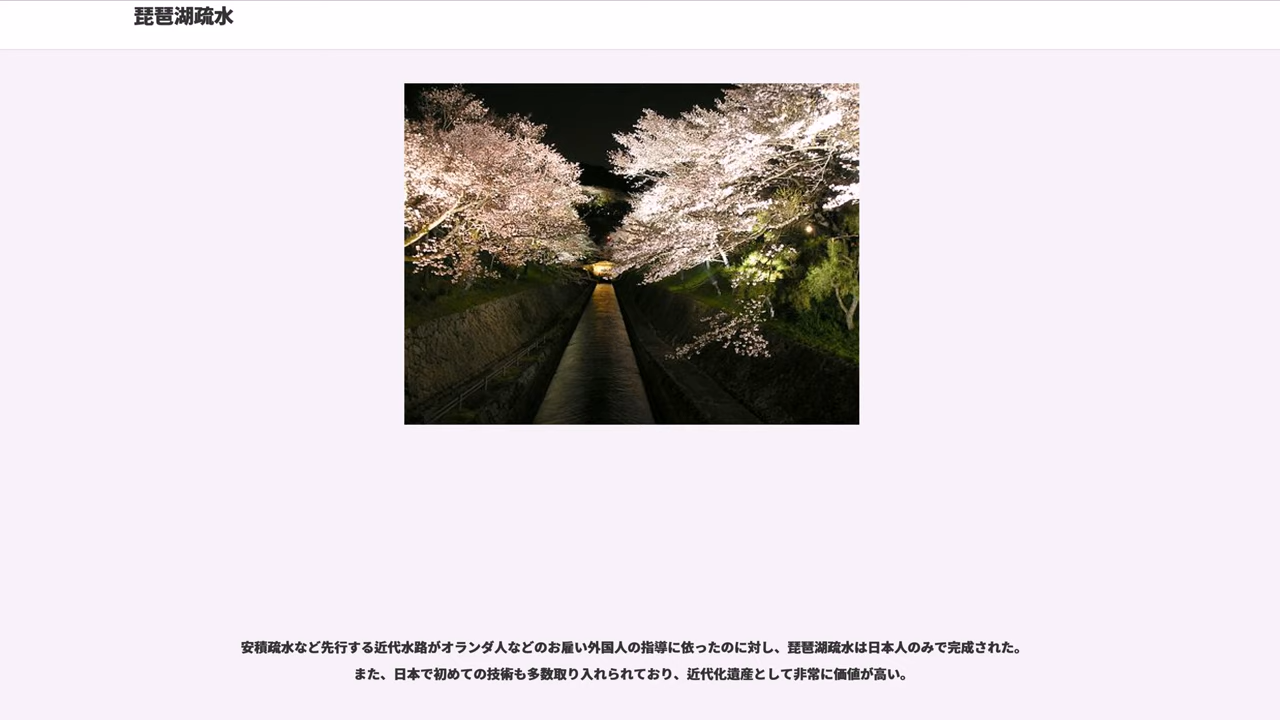 琵琶湖疏水
安積疏水など先行する近代水路がオランダ人などのお雇い外国人の指導に依ったのに対し、琵琶湖疏水は日本人のみで完成された。
また、日本で初めての技術も多数取り入れられており、近代化遺産として非常に価値が高い。